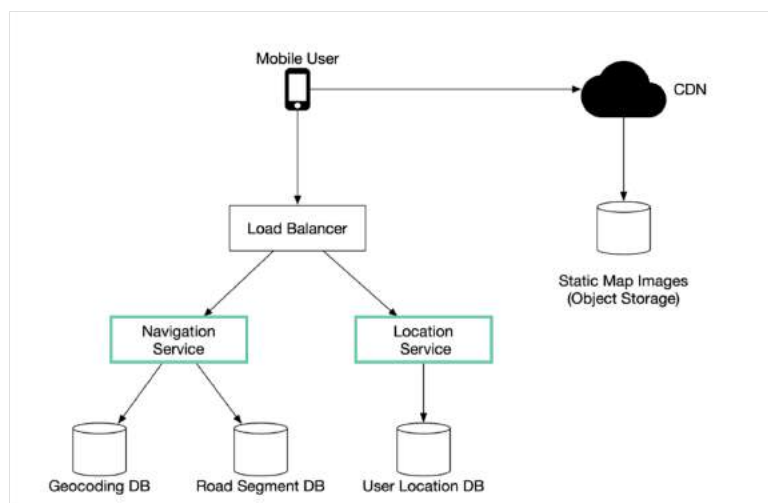 Mobile User
CDN
Load Balancer
Static Map Images
(Object Storage)
Navigation
Service
Location
Service
Geocoding DB
Road Segment DB
User Location DB